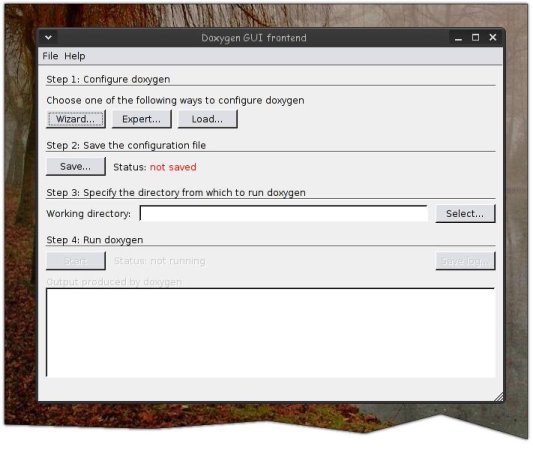 Doxygen GUI frontend
File Help
Step 1: Configure doxygen
Choose one of the following ways to configure doxygen
Wizard... Expert... Load...
Step 2: Save the configuration file
Save... Status: not saved
Step 3: Specify the directory from which to run doxygen
Working directory: Select...
Step 4: Run doxygen
Start Status: not running Save log...
Output produced by doxygen